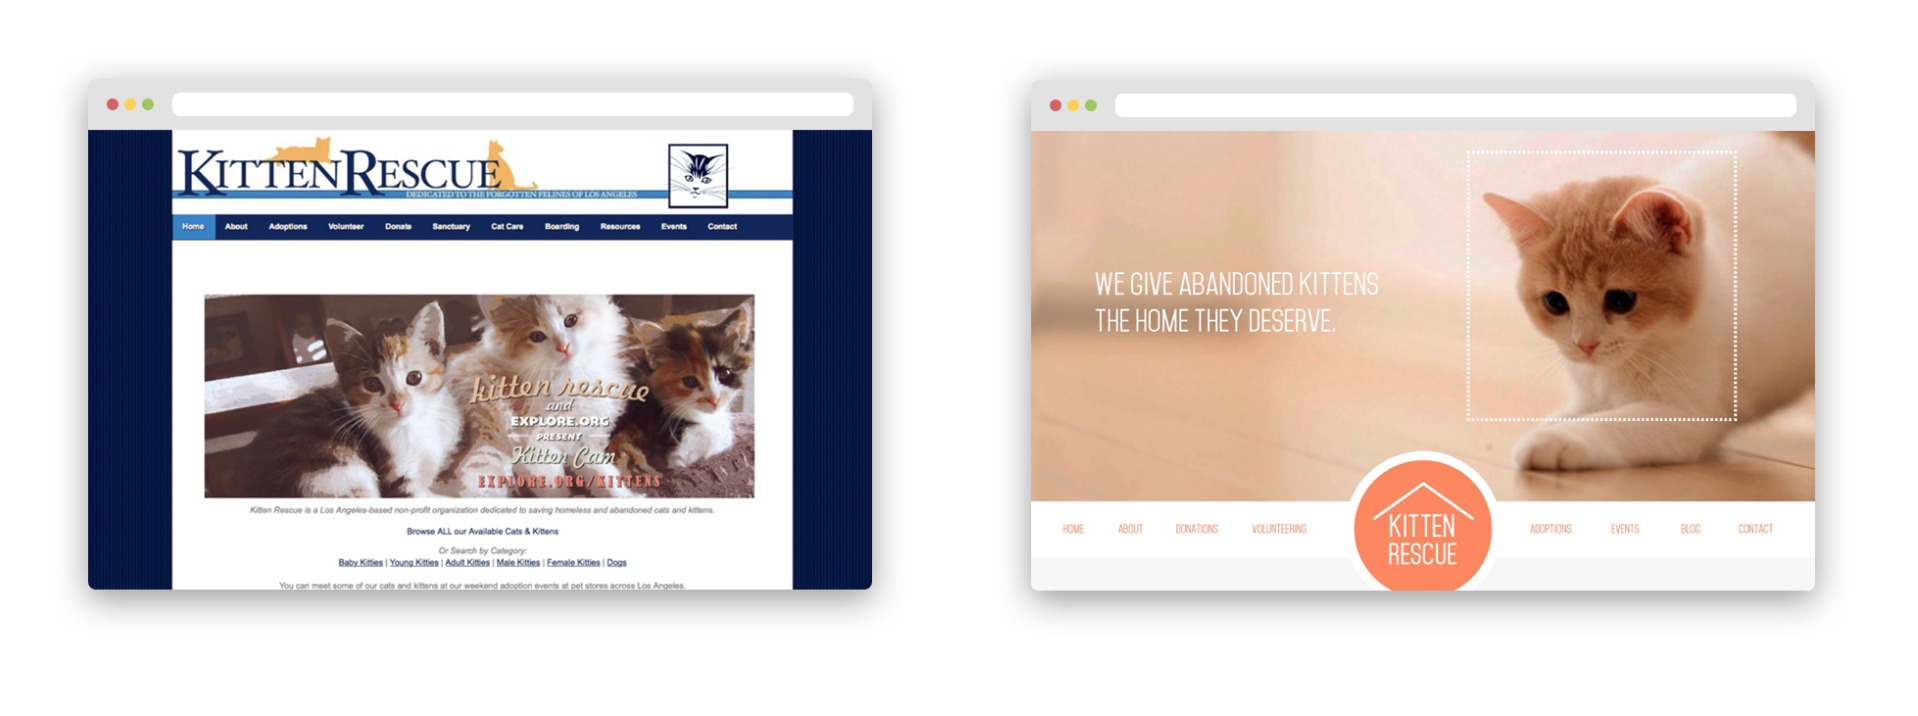 KITTENRESCUE
DEDICATED TO THE FORGOTTEN FELINES OF LOS ANGELES
Home About Adoptions Volunteer Donate Sanctuary Cat Care Boarding Resources Events Contact
kitten rescue
and
EXPLORE.ORG
PRESENT
Kitten Cam
EXPLORE.ORG/KITTENS
Kitten Rescue is a Los Angeles-based non-profit organization dedicated to saving homeless and abandoned cats and kittens.
Browse ALL our Available Cats & Kittens
Or Search by Category:
Baby Kitties | Young Kitties | Adult Kitties | Male Kitties | Female Kitties | Dogs
You can meet some of our cats and kittens at our weekend adoption events at pet stores across Los Angeles.
WE GIVE ABANDONED KITTENS
THE HOME THEY DESERVE.
HOME ABOUT DONATIONS VOLUNTEERING
KITTEN
RESCUE
ADOPTIONS EVENTS BLOG CONTACT